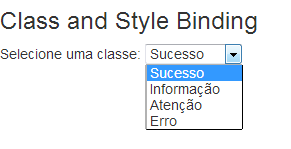 Class and Style Binding
Selecione uma classe: Sucesso
Sucesso
Informação
Atenção
Erro